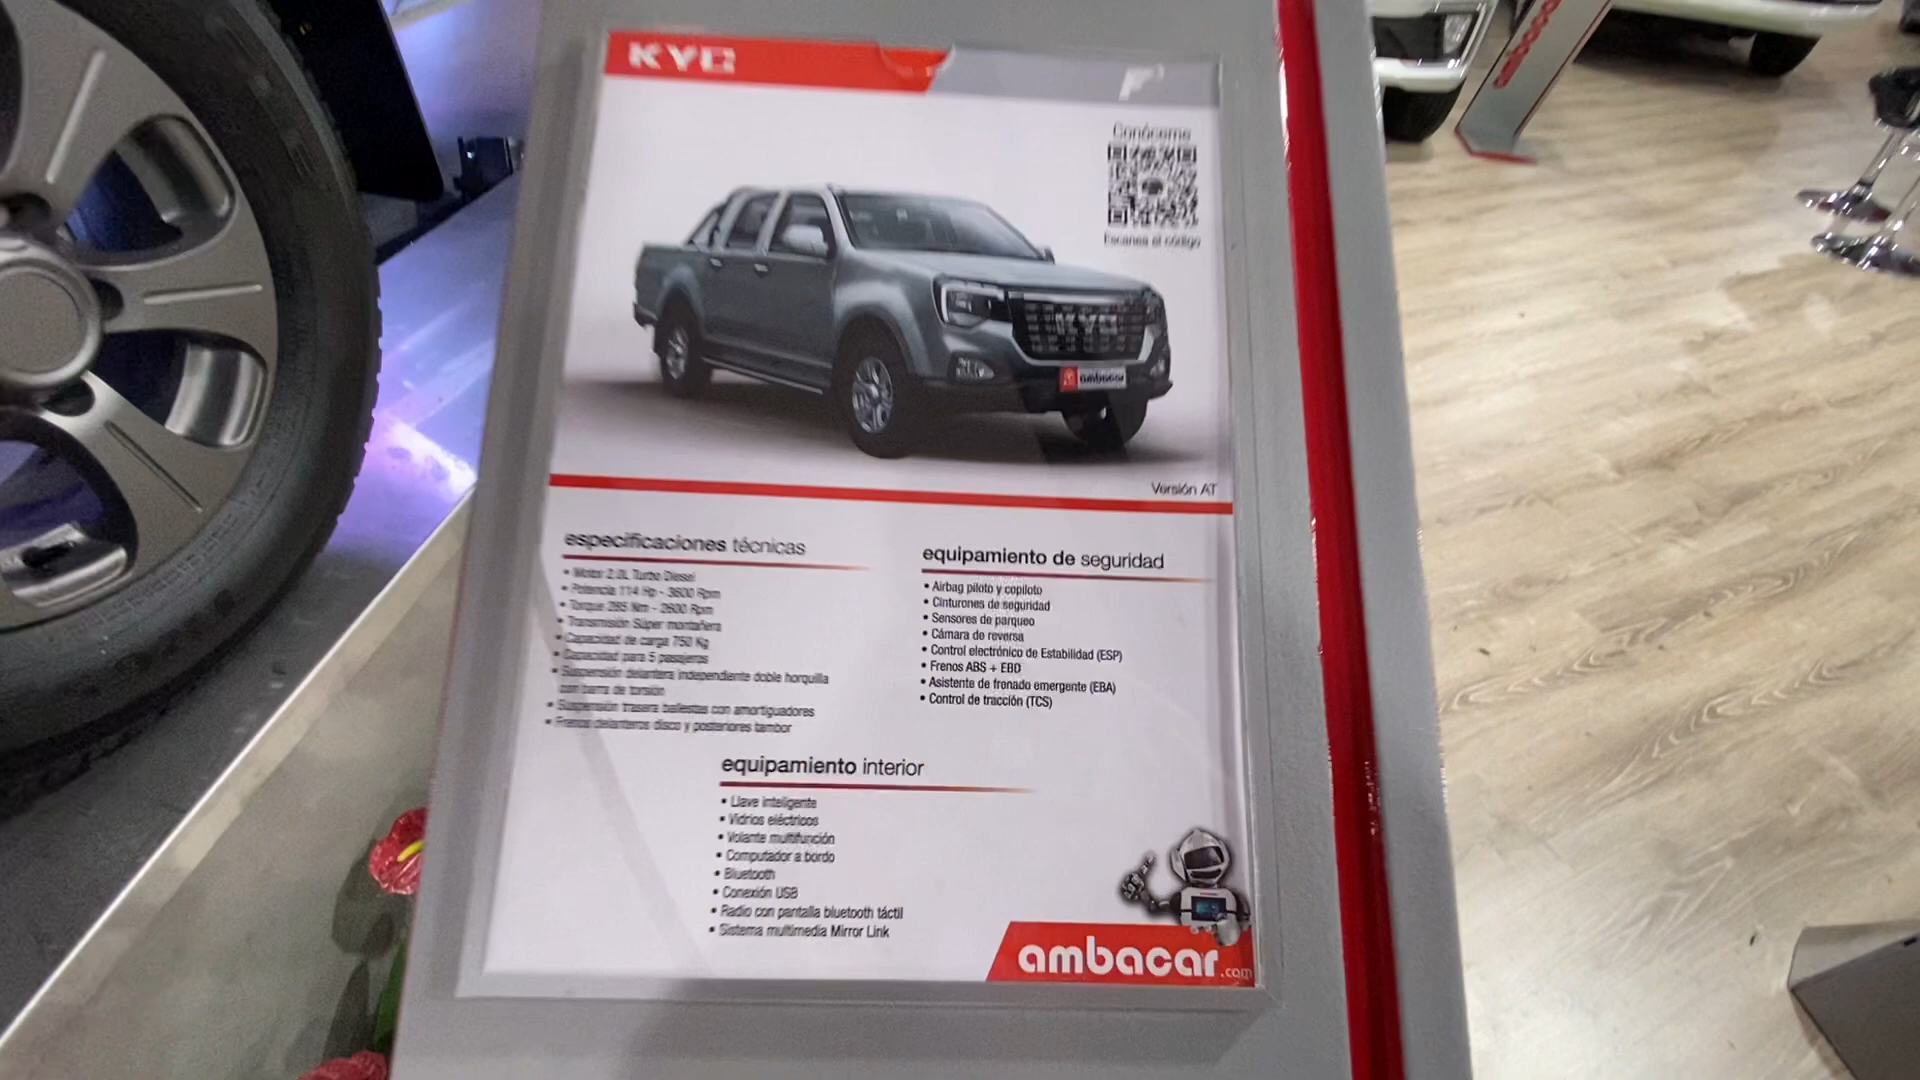 KYC
Conóceme
Escanea el código
KYC
ambacar
Versión AT
especificaciones técnicas
• Motor 2.0L Turbo Diesel
• Potencia 114 Hp - 3600 Rpm
• Torque 285 Nm - 2600 Rpm
• Transmisión Súper montañera
• Capacidad de carga 750 Kg
• Capacidad para 5 pasajeros
• Suspensión delantera independiente doble horquilla
con barra de torsión
• Suspensión trasera ballestas con amortiguadores
• Frenos delanteros disco y posteriores tambor
equipamiento de seguridad
• Airbag piloto y copiloto
• Cinturones de seguridad
• Sensores de parqueo
• Cámara de reversa
• Control electrónico de Estabilidad (ESP)
• Frenos ABS + EBD
• Asistente de frenado emergente (EBA)
• Control de tracción (TCS)
equipamiento interior
• Llave inteligente
• Vidrios eléctricos
• Volante multifunción
• Computador a bordo
• Bluetooth
• Conexión USB
• Radio con pantalla bluetooth táctil
• Sistema multimedia Mirror Link
ambacar.com
ambacar